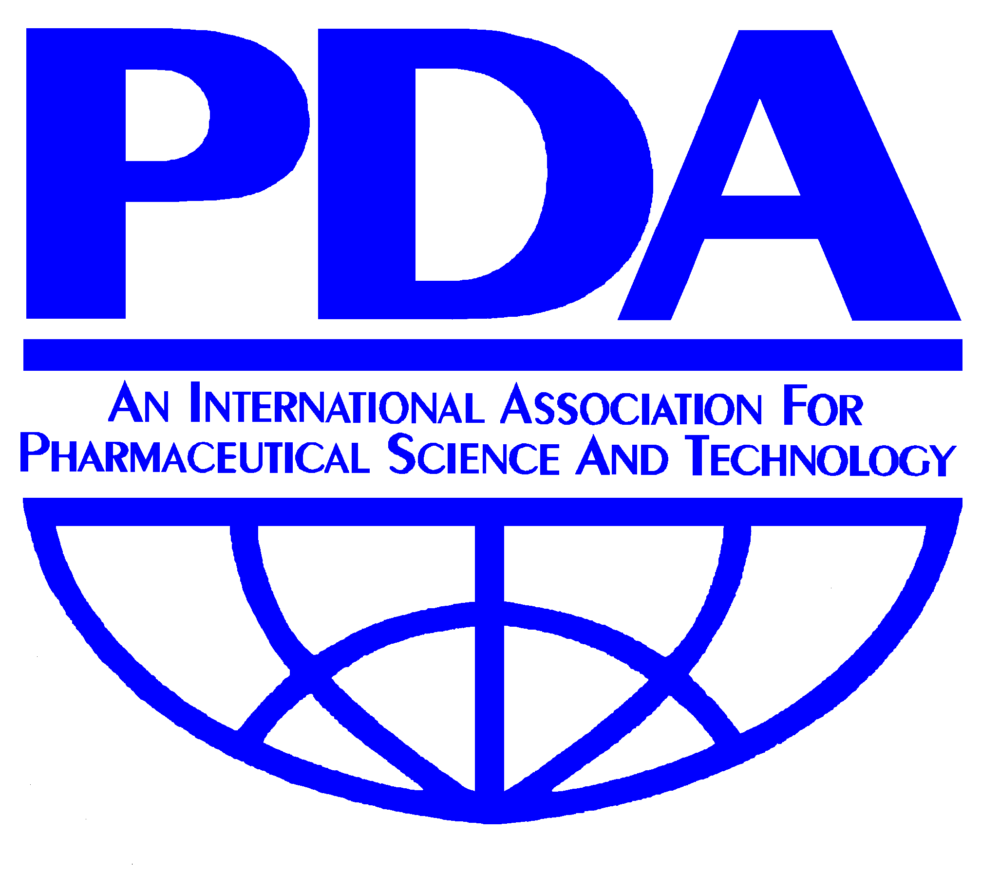 PDA
AN INTERNATIONAL ASSOCIATION FOR
PHARMACEUTICAL SCIENCE AND TECHNOLOGY